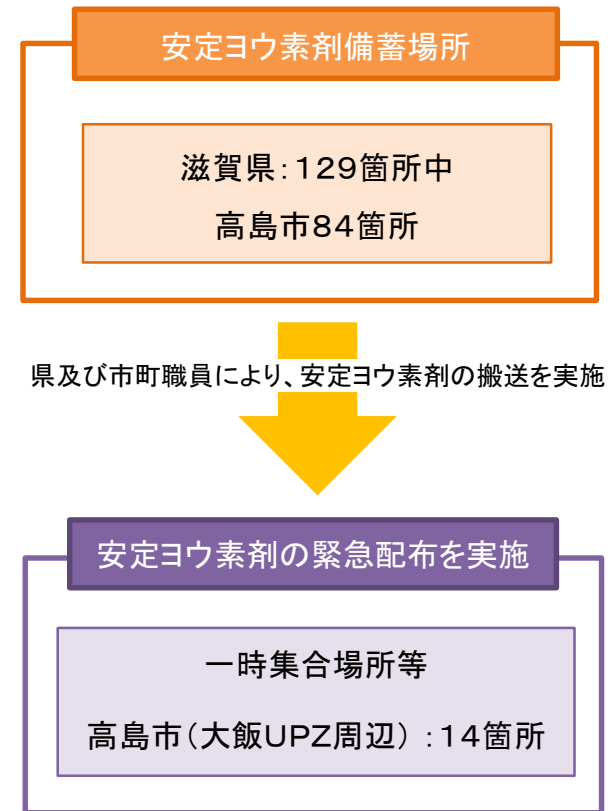 安定ヨウ素剤備蓄場所
滋賀県：129箇所中
高島市84箇所
県及び市町職員により、安定ヨウ素剤の搬送を実施
安定ヨウ素剤の緊急配布を実施
一時集合場所等
高島市（大飯UPZ周辺）：14箇所